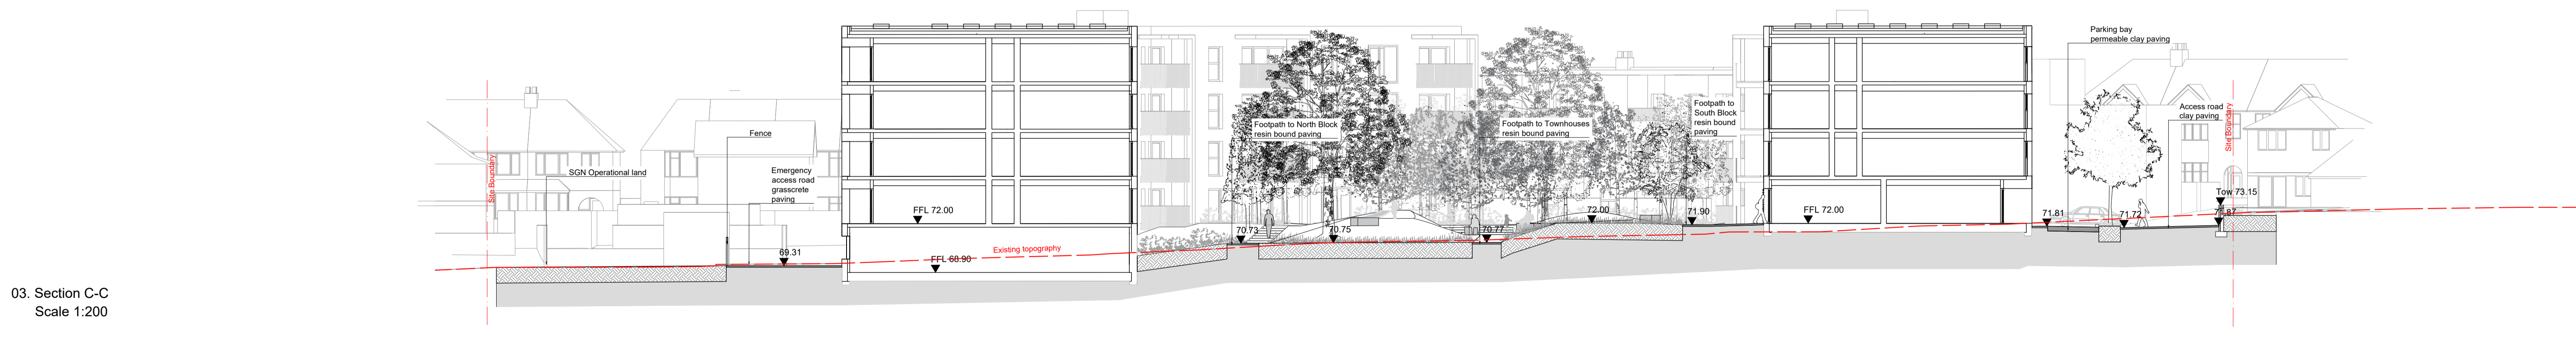 03. Section C-C
Scale 1:200
Site Boundary
SGN Operational land
Fence
Emergency
access road
grasscrete
paving
69.31
FFL 72.00
FFL 68.90
Existing topography
Footpath to North Block
resin bound paving
70.73
70.75
Footpath to Townhouses
resin bound paving
70.77
72.00
Footpath to
South Block
resin bound
paving
71.90
FFL 72.00
Parking bay
permeable clay paving
71.81
71.72
Access road
clay paving
Site Boundary
Tow 73.15